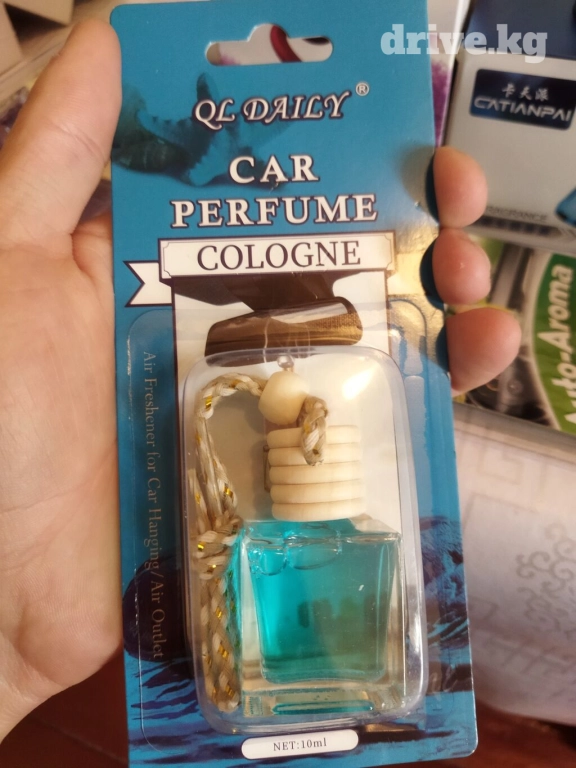 drive.kg
QL DAILY®
CAR
PERFUME
COLOGNE
Air Freshener for Car Hanging/Air Outlet
NET:10ml
CATIANPAI
FRAGRANCE
Auto-Aroma